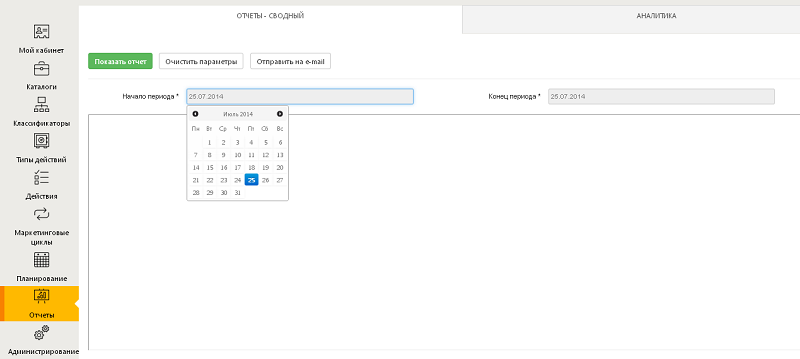 ОТЧЕТЫ - СВОДНЫЙ
АНАЛИТИКА
Мой кабинет
Каталоги
Классификаторы
Типы действий
Действия
Маркетинговые
циклы
Планирование
Отчеты
Администрирование
Показать отчет
Очистить параметры
Отправить на e-mail
Начало периода *
25.07.2014
Конец периода *
25.07.2014
Июль 2014
Пн Вт Ср Чт Пт Сб Вс
1 2 3 4 5 6
7 8 9 10 11 12 13
14 15 16 17 18 19 20
21 22 23 24 25 26 27
28 29 30 31